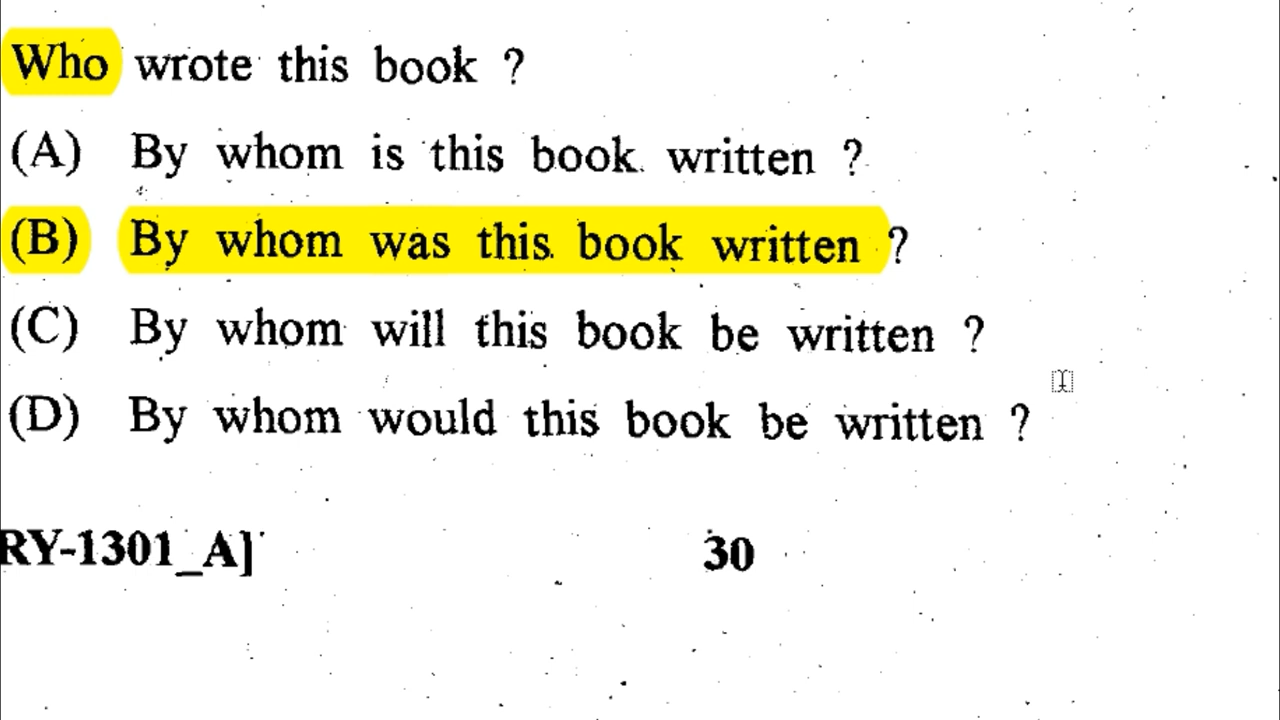 Who wrote this book ?
(A) By whom is this book written ?
(B) By whom was this book written ?
(C) By whom will this book be written ?
(D) By whom would this book be written ?
RY-1301_A] 30